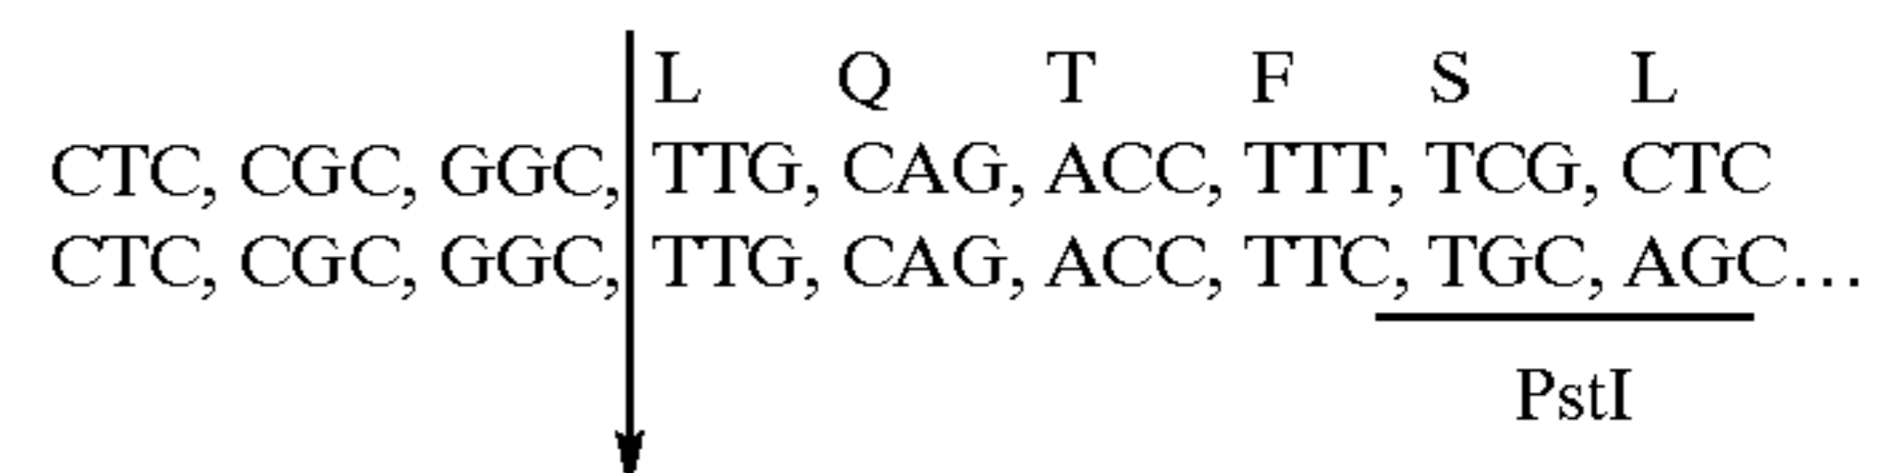 L Q T F S L
CTC, CGC, GGC, TTG, CAG, ACC, TTT, TCG, CTC
CTC, CGC, GGC, TTG, CAG, ACC, TTC, TGC, AGC...
PstI